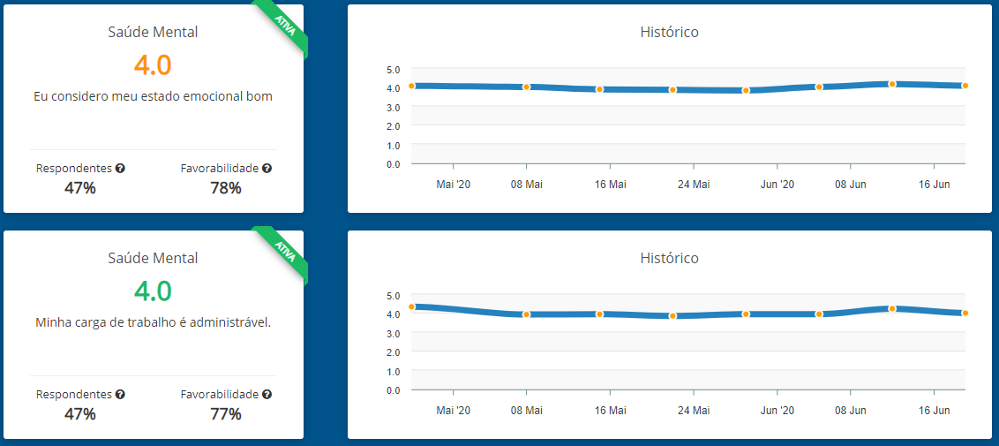 ATIVA
Saúde Mental
4.0
Eu considero meu estado emocional bom
Respondentes Favorabilidade
47% 78%
Histórico
5.0
4.0
3.0
2.0
1.0
0.0
Mai '20 08 Mai 16 Mai 24 Mai Jun '20 08 Jun 16 Jun
ATIVA
Saúde Mental
4.0
Minha carga de trabalho é administrável.
Respondentes Favorabilidade
47% 77%
Histórico
5.0
4.0
3.0
2.0
1.0
0.0
Mai '20 08 Mai 16 Mai 24 Mai Jun '20 08 Jun 16 Jun